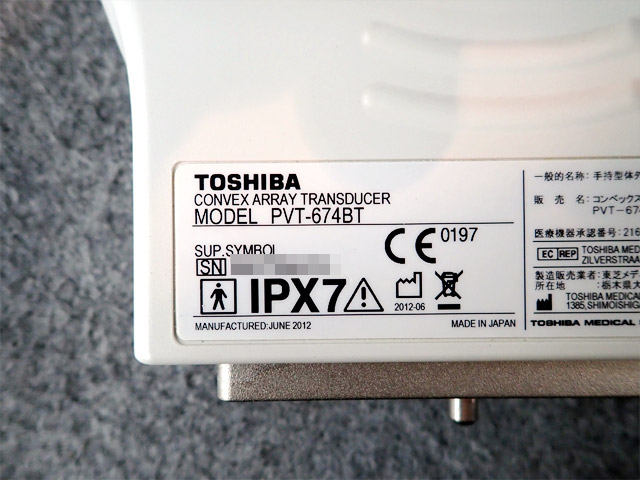 TOSHIBA
CONVEX ARRAY TRANSDUCER
MODEL PVT-674BT
SUP.SYMBOL
SN
CE 0197
IPX7
2012-06
MANUFACTURED:JUNE 2012
MADE IN JAPAN
一般的名称: 手持型体
販 売 名: コンベックス
PVT-67
医療機器承認番号: 216
EC REP TOSHIBA MED
ZILVERSTRAA
製造販売業者: 東芝メデ
所在地 : 栃木県大
TOSHIBA MEDICA
1385, SHIMOISHIGA
TOSHIBA MEDICAL